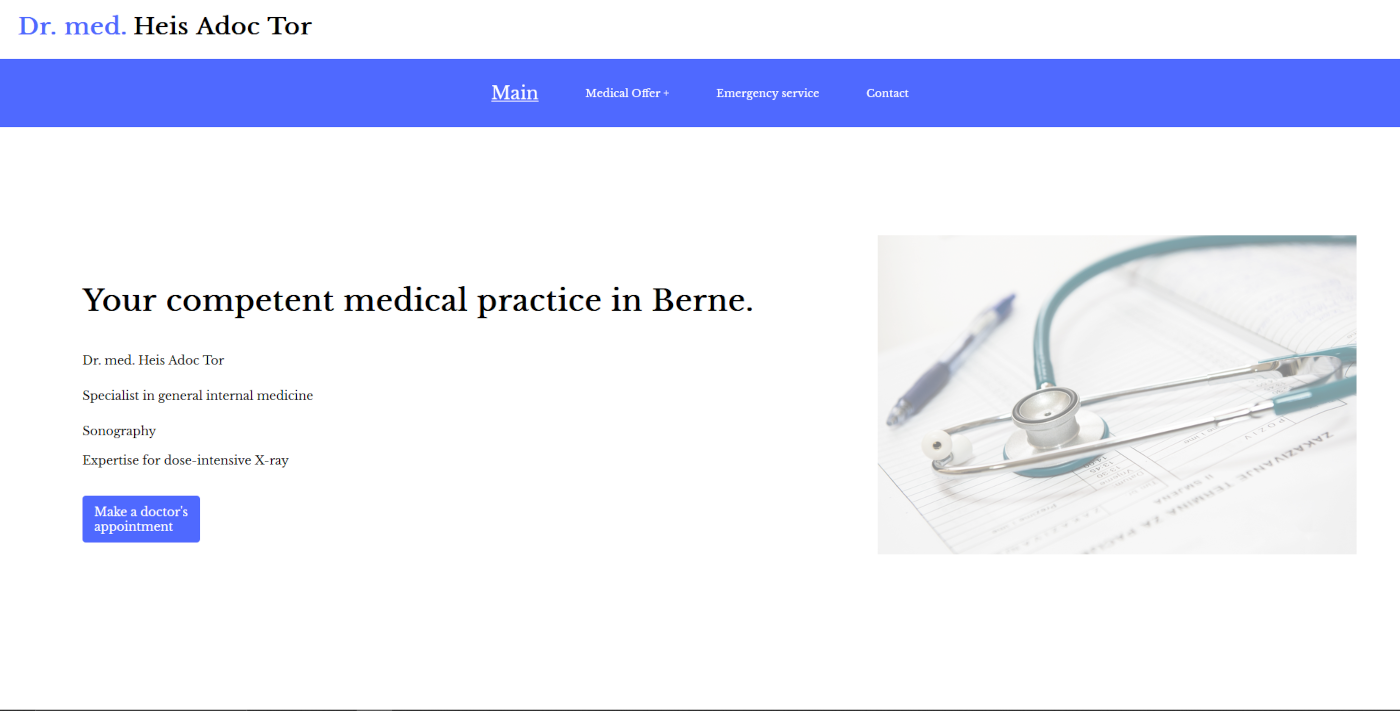 Dr. med. Heis Adoc Tor
Main
Medical Offer +
Emergency service
Contact
Your competent medical practice in Berne.
Dr. med. Heis Adoc Tor
Specialist in general internal medicine
Sonography
Expertise for dose-intensive X-ray
Make a doctor's
appointment
ZAKAZIVANJE TERMINA ZA
II SMJENA